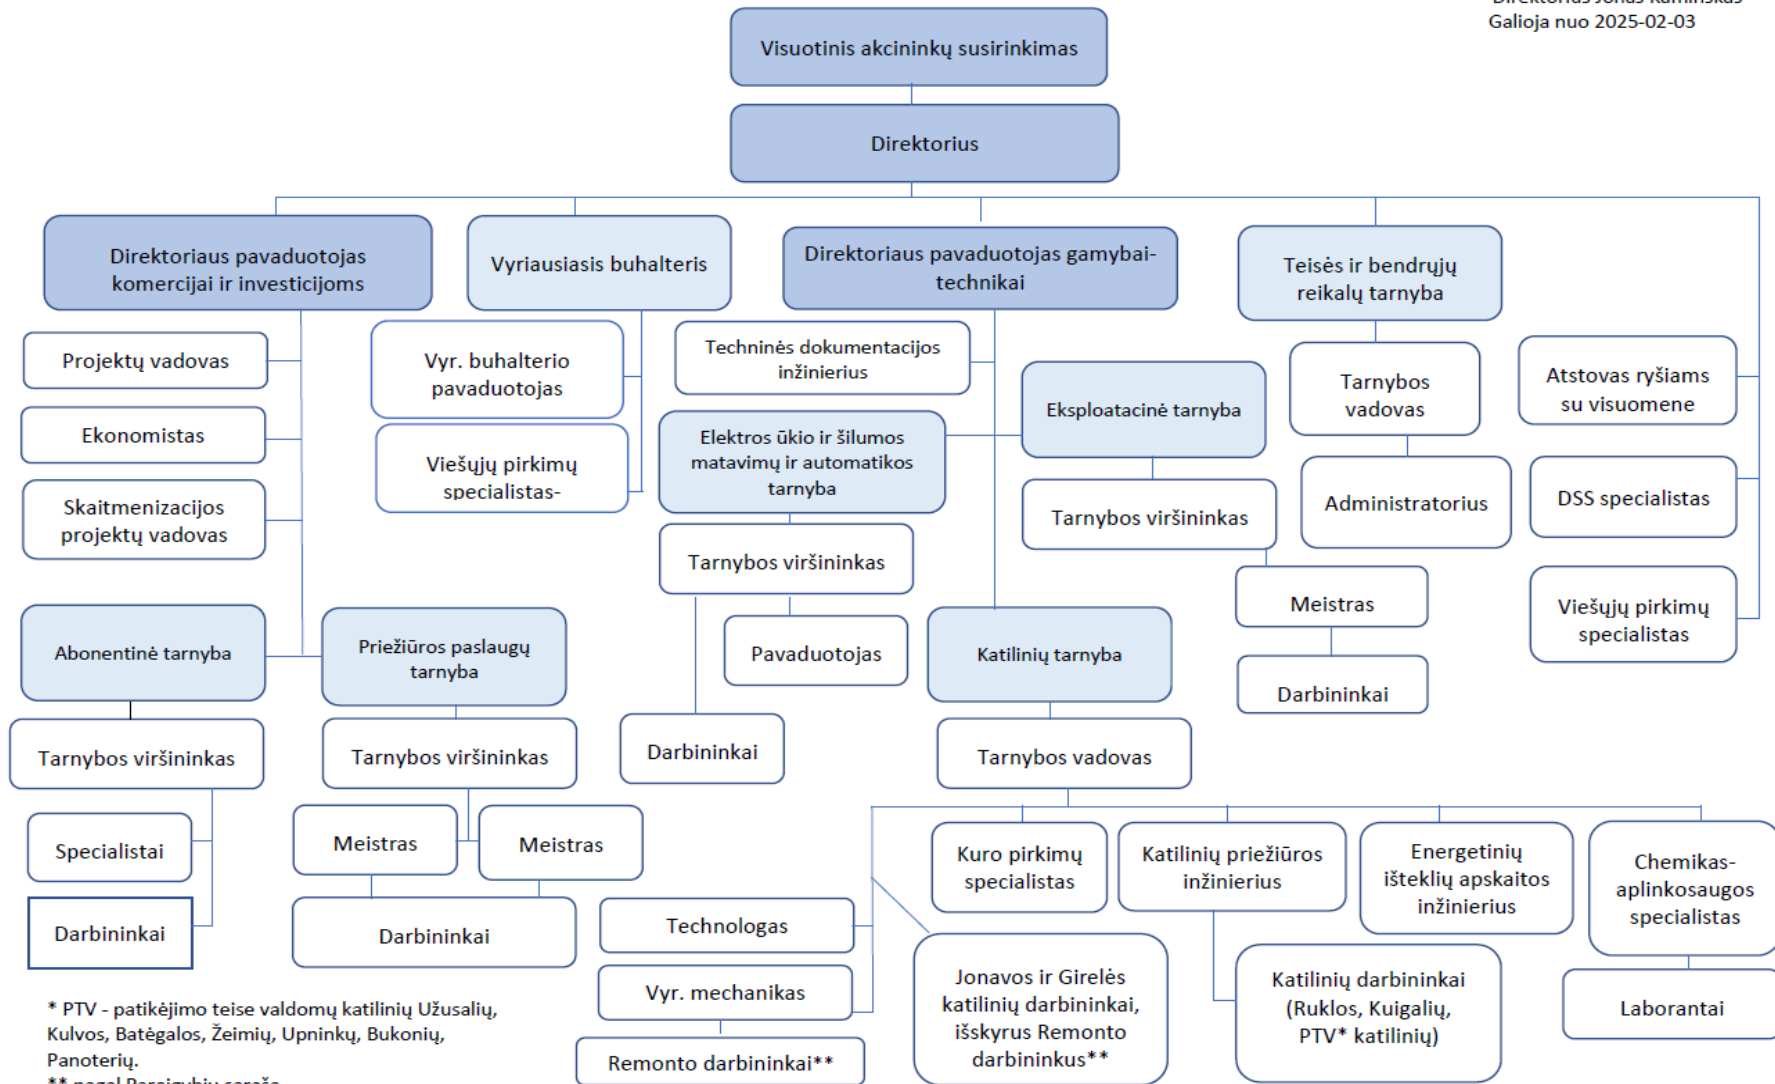 Direktorius Jonas Kaminskas
Galioja nuo 2025-02-03
Visuotinis akcininkų susirinkimas
Direktorius
Direktoriaus pavaduotojas
komercijai ir investicijoms
Vyriausiasis buhalteris
Direktoriaus pavaduotojas gamybai-
technikai
Teisės ir bendrųjų
reikalų tarnyba
Projektų vadovas
Ekonomistas
Skaitmenizacijos
projektų vadovas
Vyr. buhalterio
pavaduotojas
Viešųjų pirkimų
specialistas-
Techninės dokumentacijos
inžinierius
Elektros ūkio ir šilumos
matavimų ir automatikos
tarnyba
Eksploatacinė tarnyba
Tarnybos
vadovas
Administratorius
Atstovas ryšiams
su visuomene
DSS specialistas
Viešųjų pirkimų
specialistas
Tarnybos viršininkas
Tarnybos viršininkas
Meistras
Darbininkai
Pavaduotojas
Darbininkai
Abonentinė tarnyba
Priežiūros paslaugų
tarnyba
Katilinių tarnyba
Tarnybos viršininkas
Tarnybos viršininkas
Tarnybos vadovas
Specialistai
Darbininkai
Meistras
Meistras
Darbininkai
Kuro pirkimų
specialistas
Katilinių priežiūros
inžinierius
Energetinių
išteklių apskaitos
inžinierius
Chemikas-
aplinkosaugos
specialistas
Technologas
Vyr. mechanikas
Remonto darbininkai**
Jonavos ir Girelės
katilinių darbininkai,
išskyrus Remonto
darbininkus**
Katilinių darbininkai
(Ruklos, Kuigalių,
PTV* katilinių)
Laborantai
* PTV - patikėjimo teise valdomų katilinių Užusalių,
Kulvos, Batėgalos, Žeimių, Upninkų, Bukonių,
Panoterių.
** pagal Pareigybių sąrašą